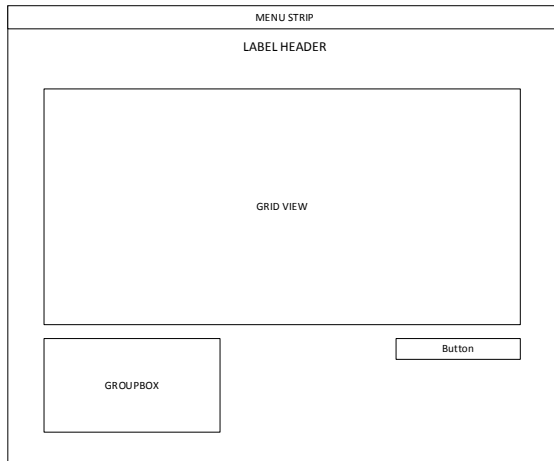 MENU STRIP
LABEL HEADER
GRID VIEW
Button
GROUPBOX